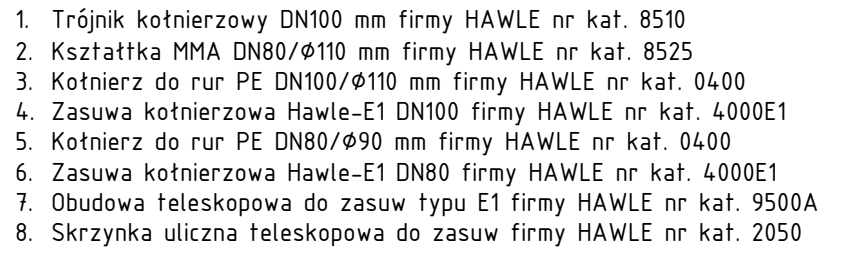 1. Trójnik kołnierzowy DN100 mm firmy HAWLE nr kat. 8510
2. Kształtka MMA DN80/Ø110 mm firmy HAWLE nr kat. 8525
3. Kołnierz do rur PE DN100/Ø110 mm firmy HAWLE nr kat. 0400
4. Zasuwa kołnierzowa Hawle-E1 DN100 firmy HAWLE nr kat. 4000E1
5. Kołnierz do rur PE DN80/Ø90 mm firmy HAWLE nr kat. 0400
6. Zasuwa kołnierzowa Hawle-E1 DN80 firmy HAWLE nr kat. 4000E1
7. Obudowa teleskopowa do zasuw typu E1 firmy HAWLE nr kat. 9500A
8. Skrzynka uliczna teleskopowa do zasuw firmy HAWLE nr kat. 2050